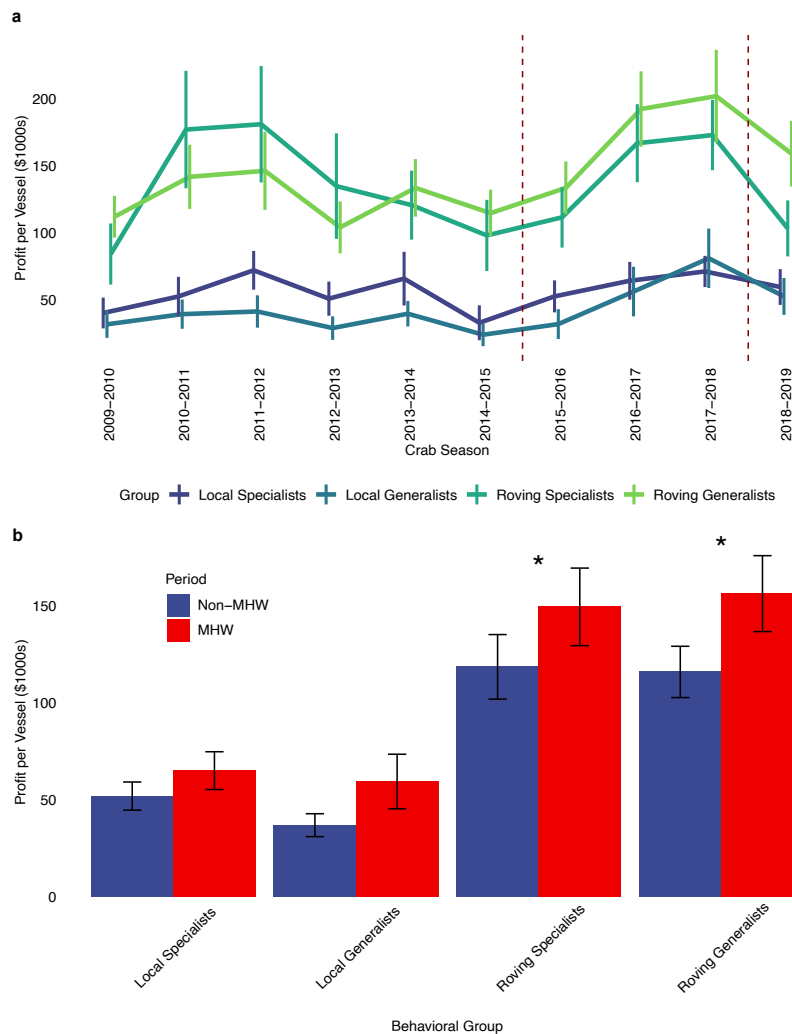 a
Profit per Vessel ($1000s)
200
150
100
50
2009−2010
2010−2011
2011−2012
2012−2013
2013−2014
2014−2015
2015−2016
2016−2017
2017−2018
2018−2019
Crab Season
Group Local Specialists Local Generalists Roving Specialists Roving Generalists
b
Profit per Vessel ($1000s)
150
100
50
0
Period
Non−MHW
MHW
*
*
Local Specialists
Local Generalists
Roving Specialists
Roving Generalists
Behavioral Group